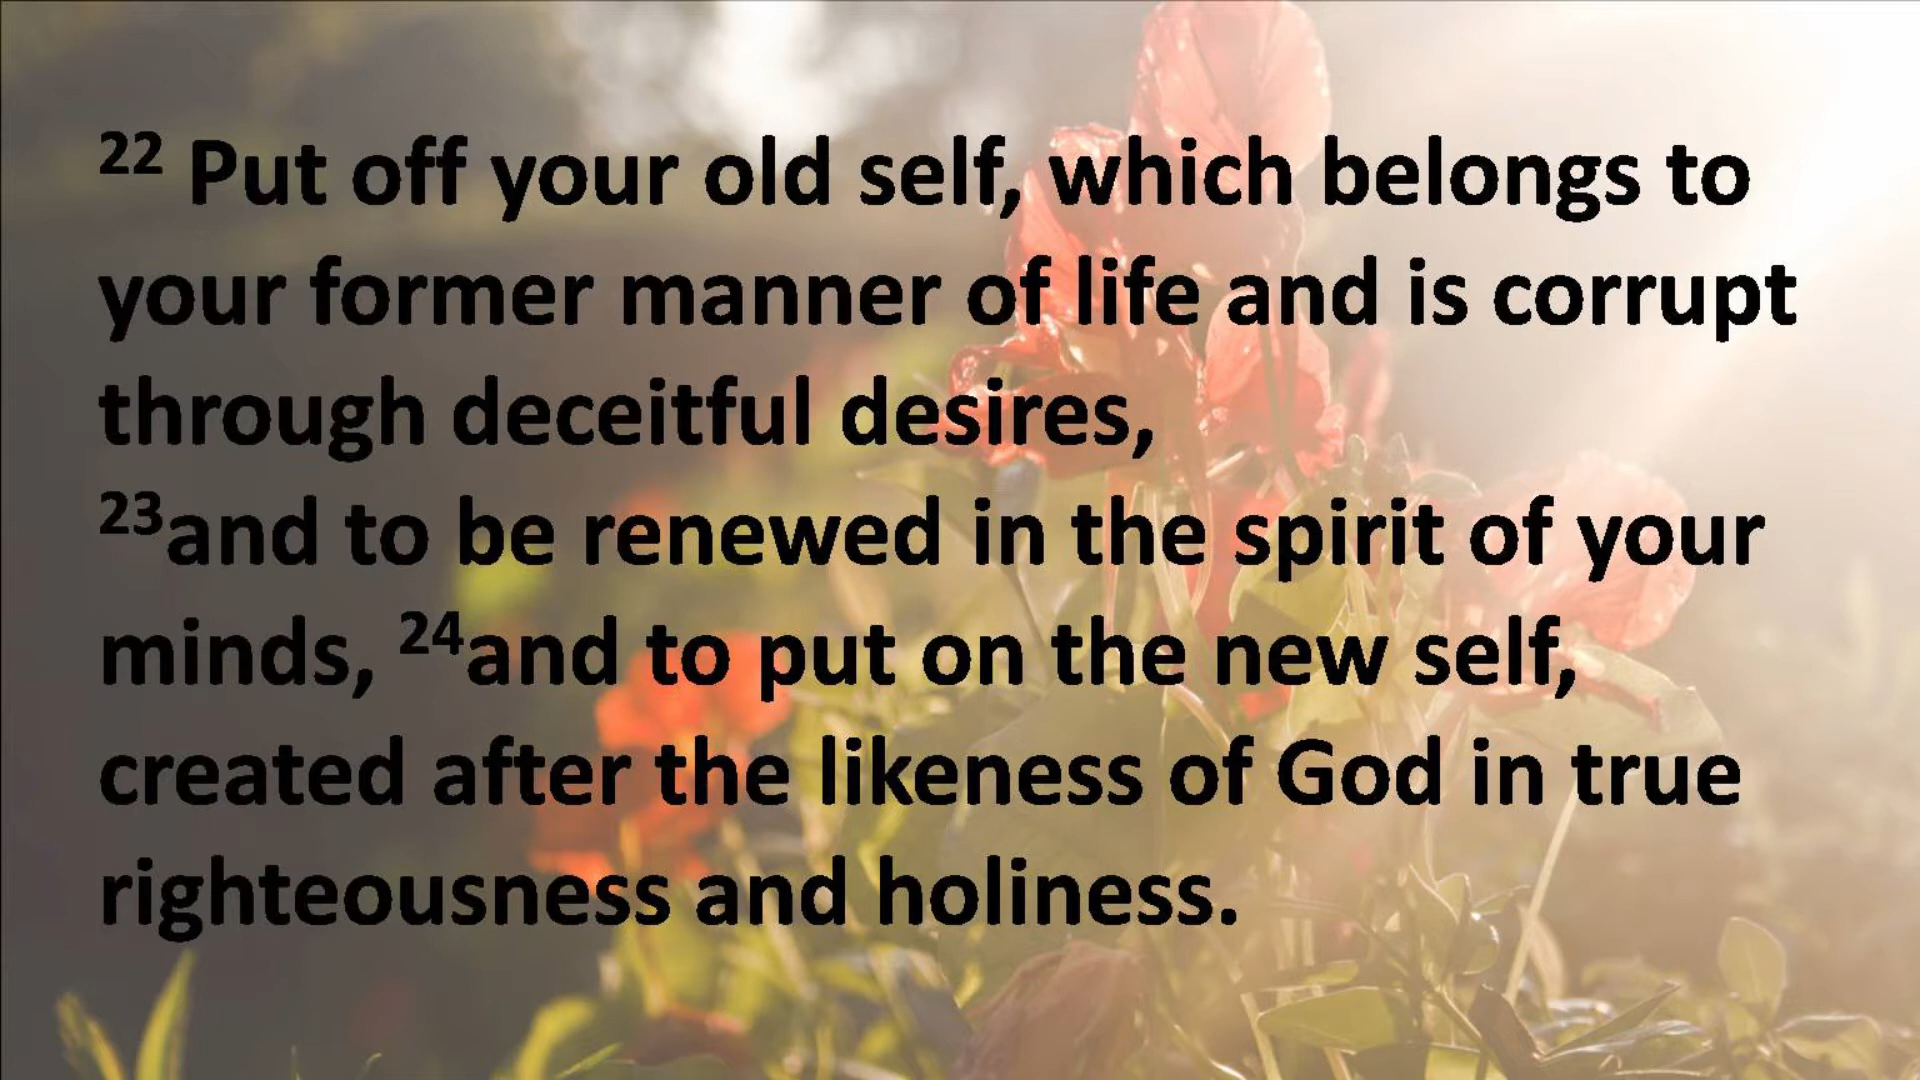 22 Put off your old self, which belongs to
your former manner of life and is corrupt
through deceitful desires,
23and to be renewed in the spirit of your
minds, 24and to put on the new self,
created after the likeness of God in true
righteousness and holiness.